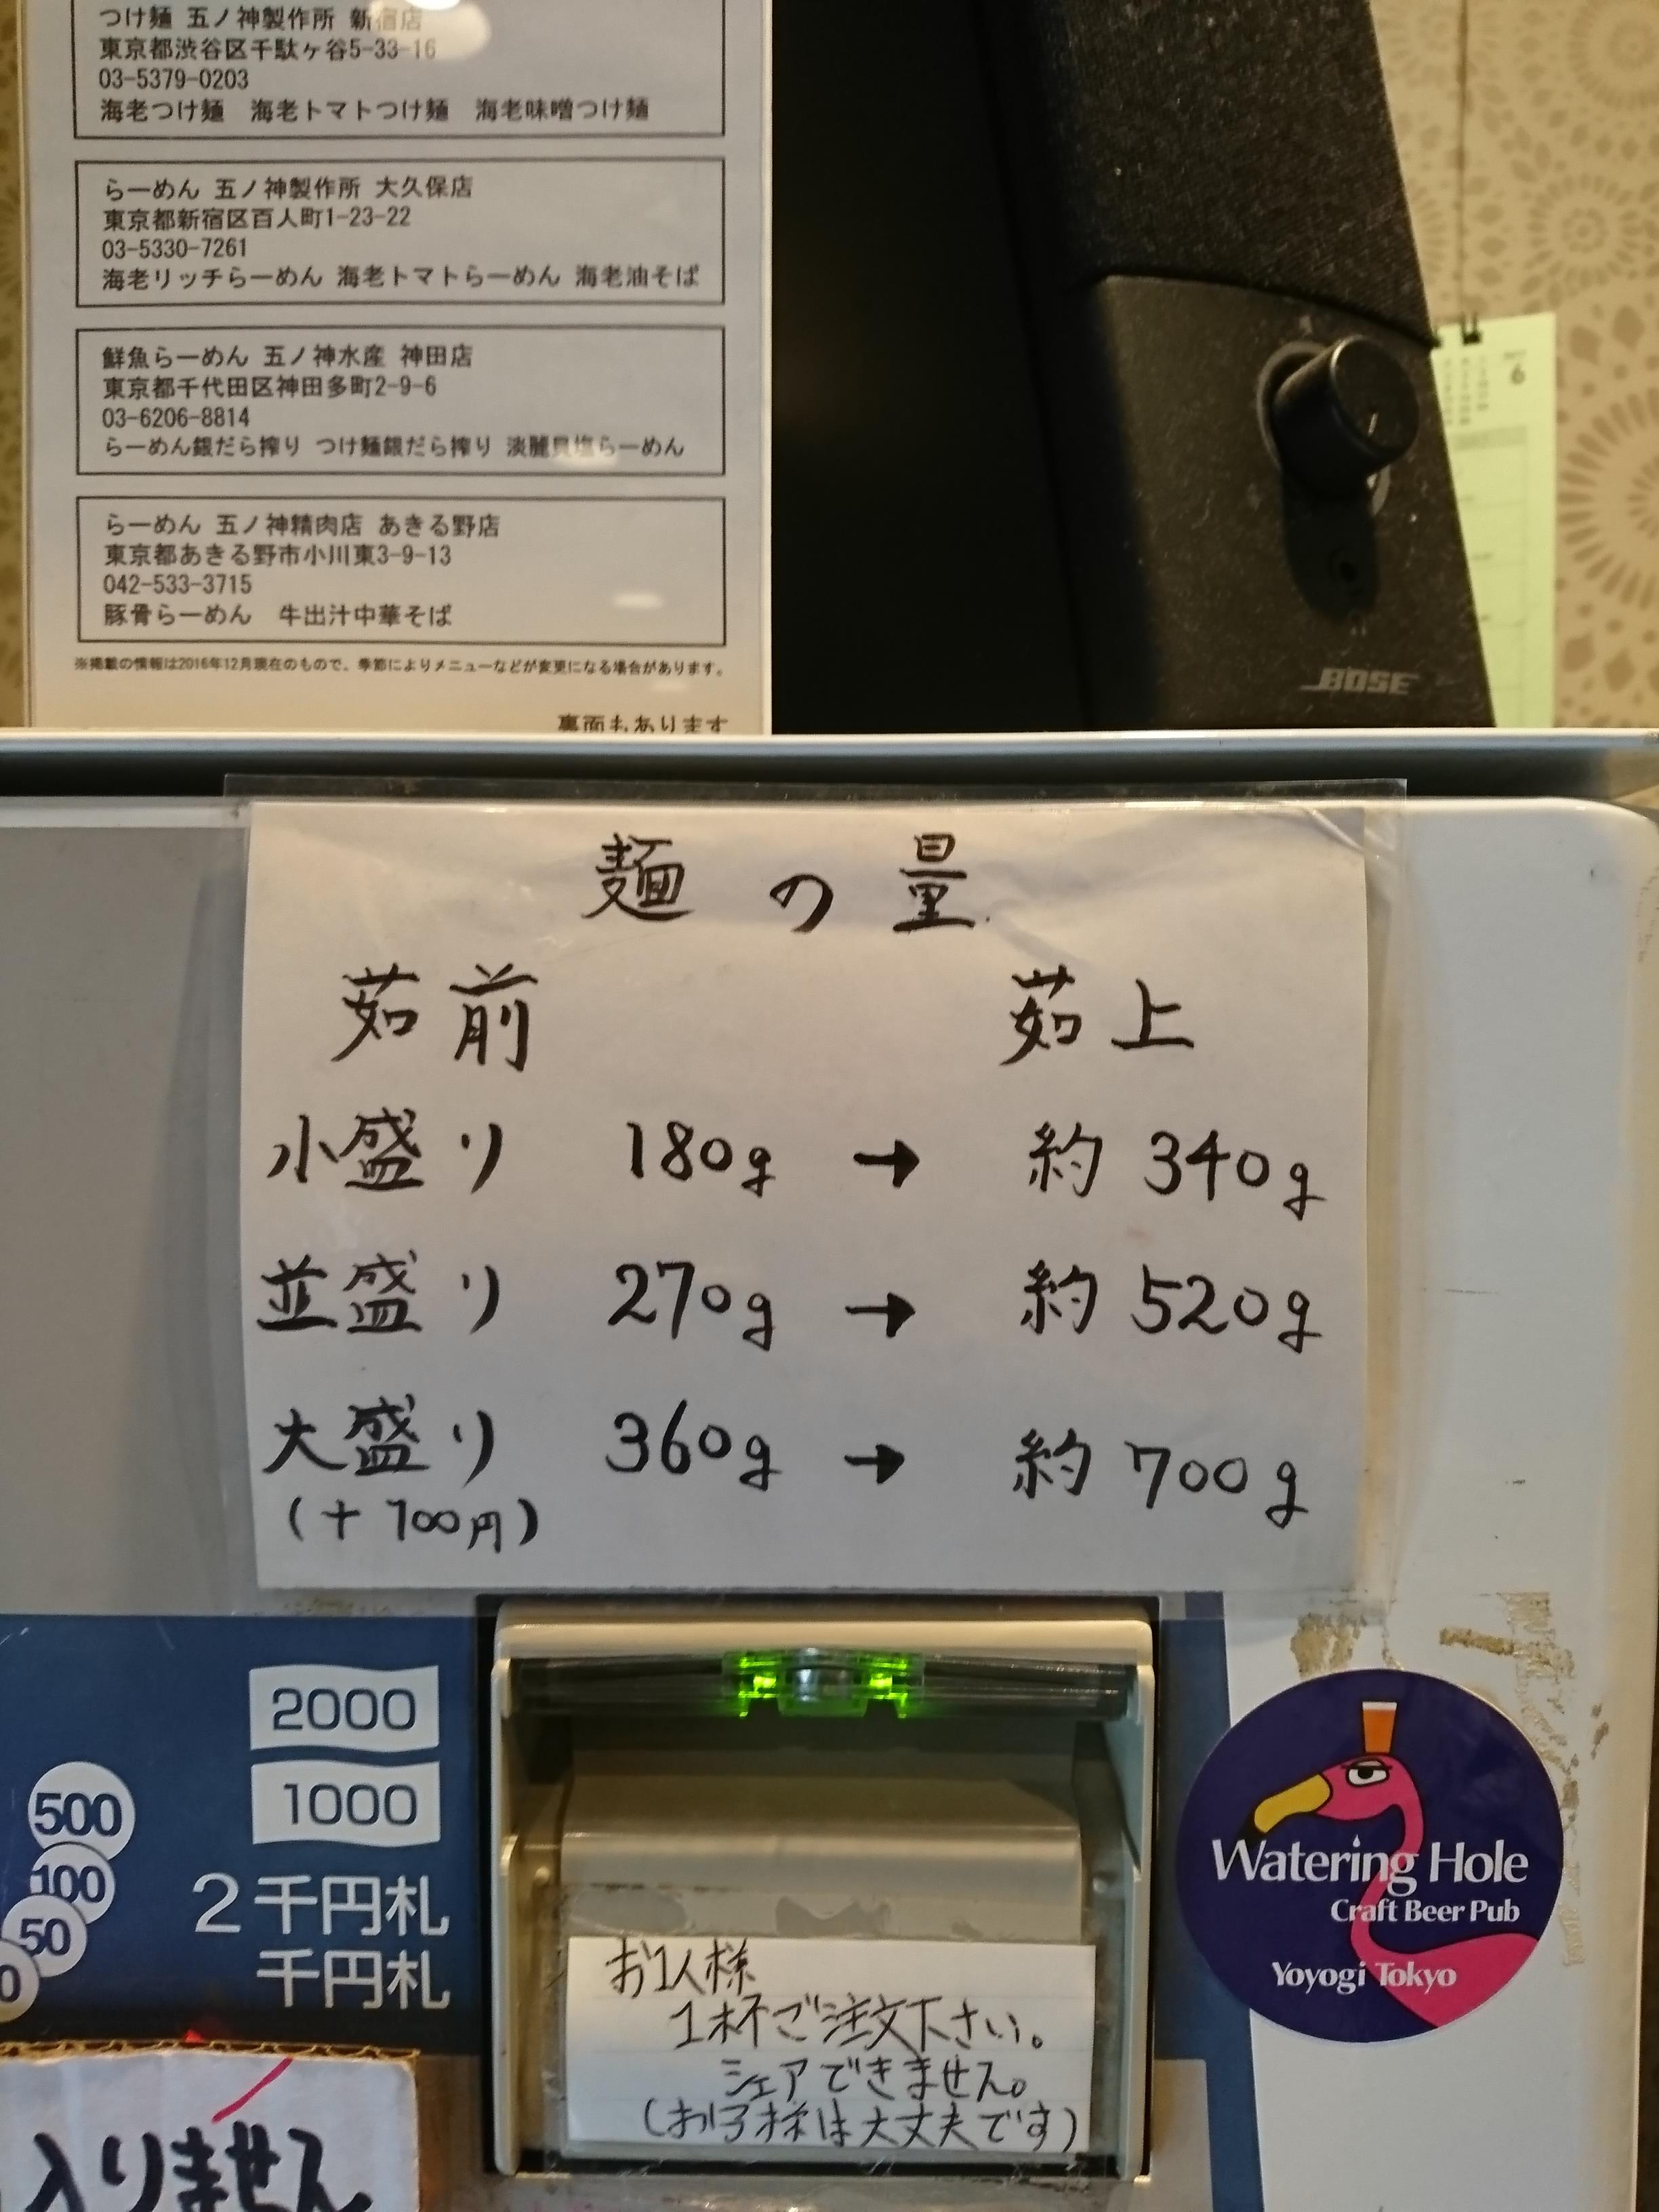 つけ麺 五ノ神製作所 新宿店
東京都渋谷区千駄ヶ谷5-33-16
03-5379-0203
海老つけ麺 海老トマトつけ麺 海老味噌つけ麺
らーめん 五ノ神製作所 大久保店
東京都新宿区百人町1-23-22
03-5330-7261
海老リッチらーめん 海老トマトらーめん 海老油そば
鮮魚らーめん 五ノ神水産 神田店
東京都千代田区神田多町2-9-6
03-6206-8814
らーめん銀だら搾り つけ麺銀だら搾り 淡麗貝塩らーめん
らーめん 五ノ神精肉店 あきる野店
東京都あきる野市小川東3-9-13
042-533-3715
豚骨らーめん 牛出汁中華そば
※掲載の情報は2016年12月現在のもので、季節によりメニューなどが変更になる場合があります。
裏面もあります
6
BOSE
麺の量
茹前 茹上
小盛り 180g → 約 340g
並盛り 270g → 約 520g
大盛り 360g → 約 700g
(+100円)
2000
1000
500
100
50
0
2千円札
千円札
お1人様
1杯ご注文下さい。
シェアできません。
(お子様は大丈夫です)
Watering Hole
Craft Beer Pub
Yoyogi Tokyo
入りません